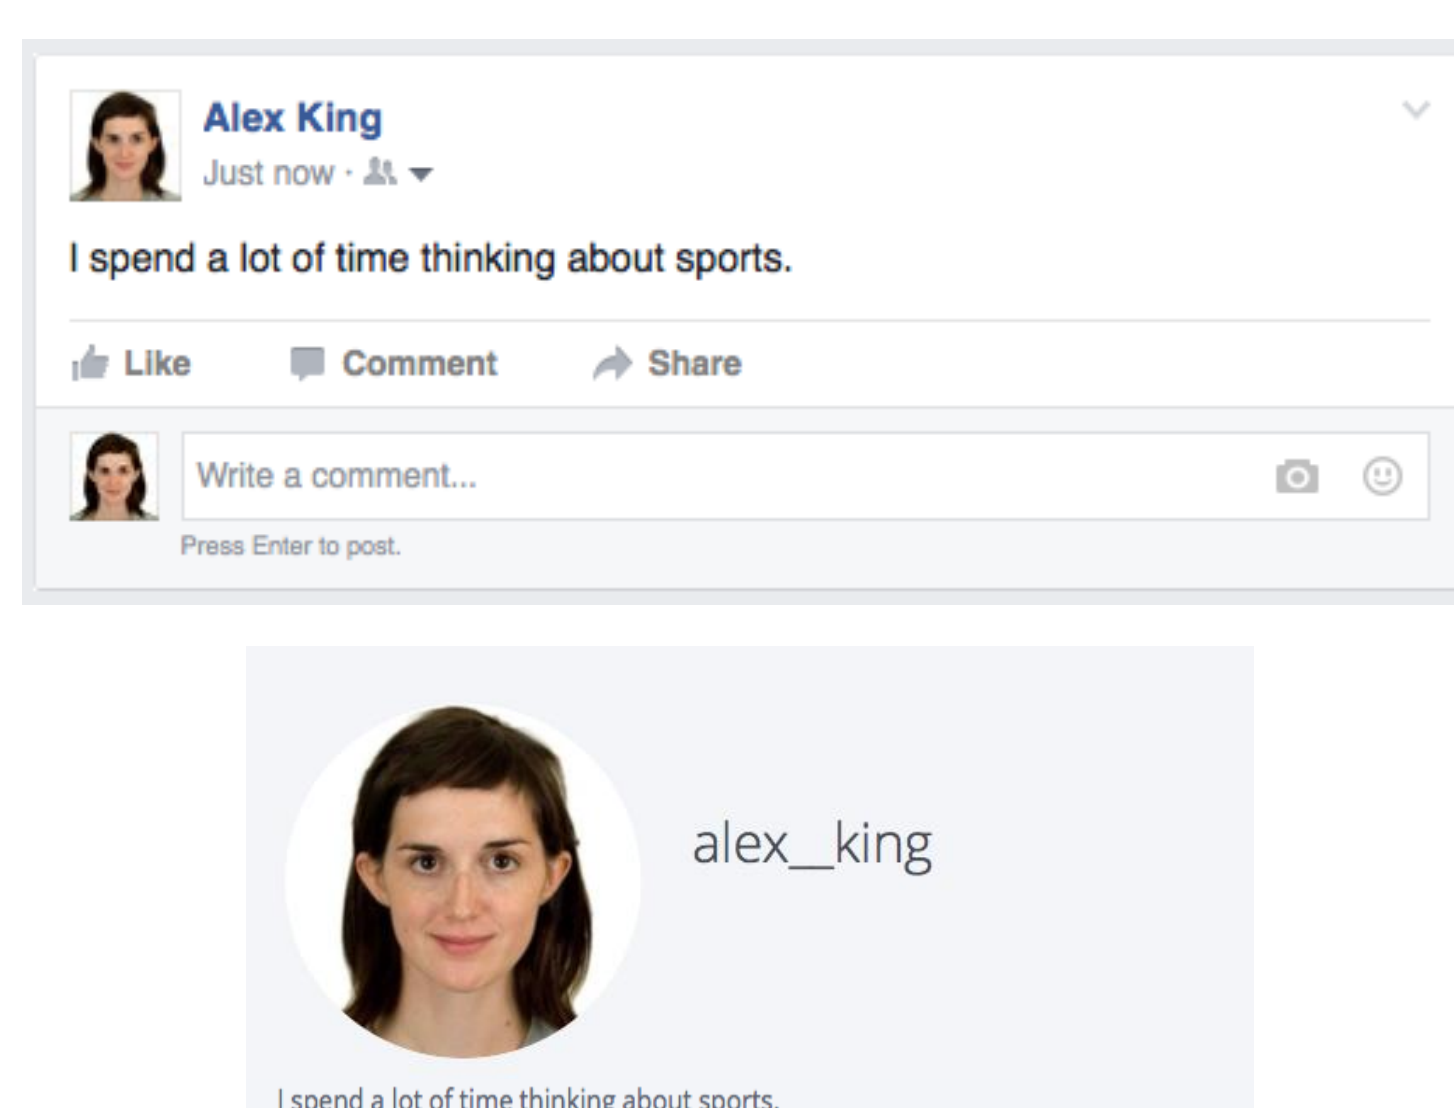 Alex King
Just now ·
I spend a lot of time thinking about sports.
Like Comment Share
Write a comment...
Press Enter to post.
alex__king
I spend a lot of time thinking about sports.